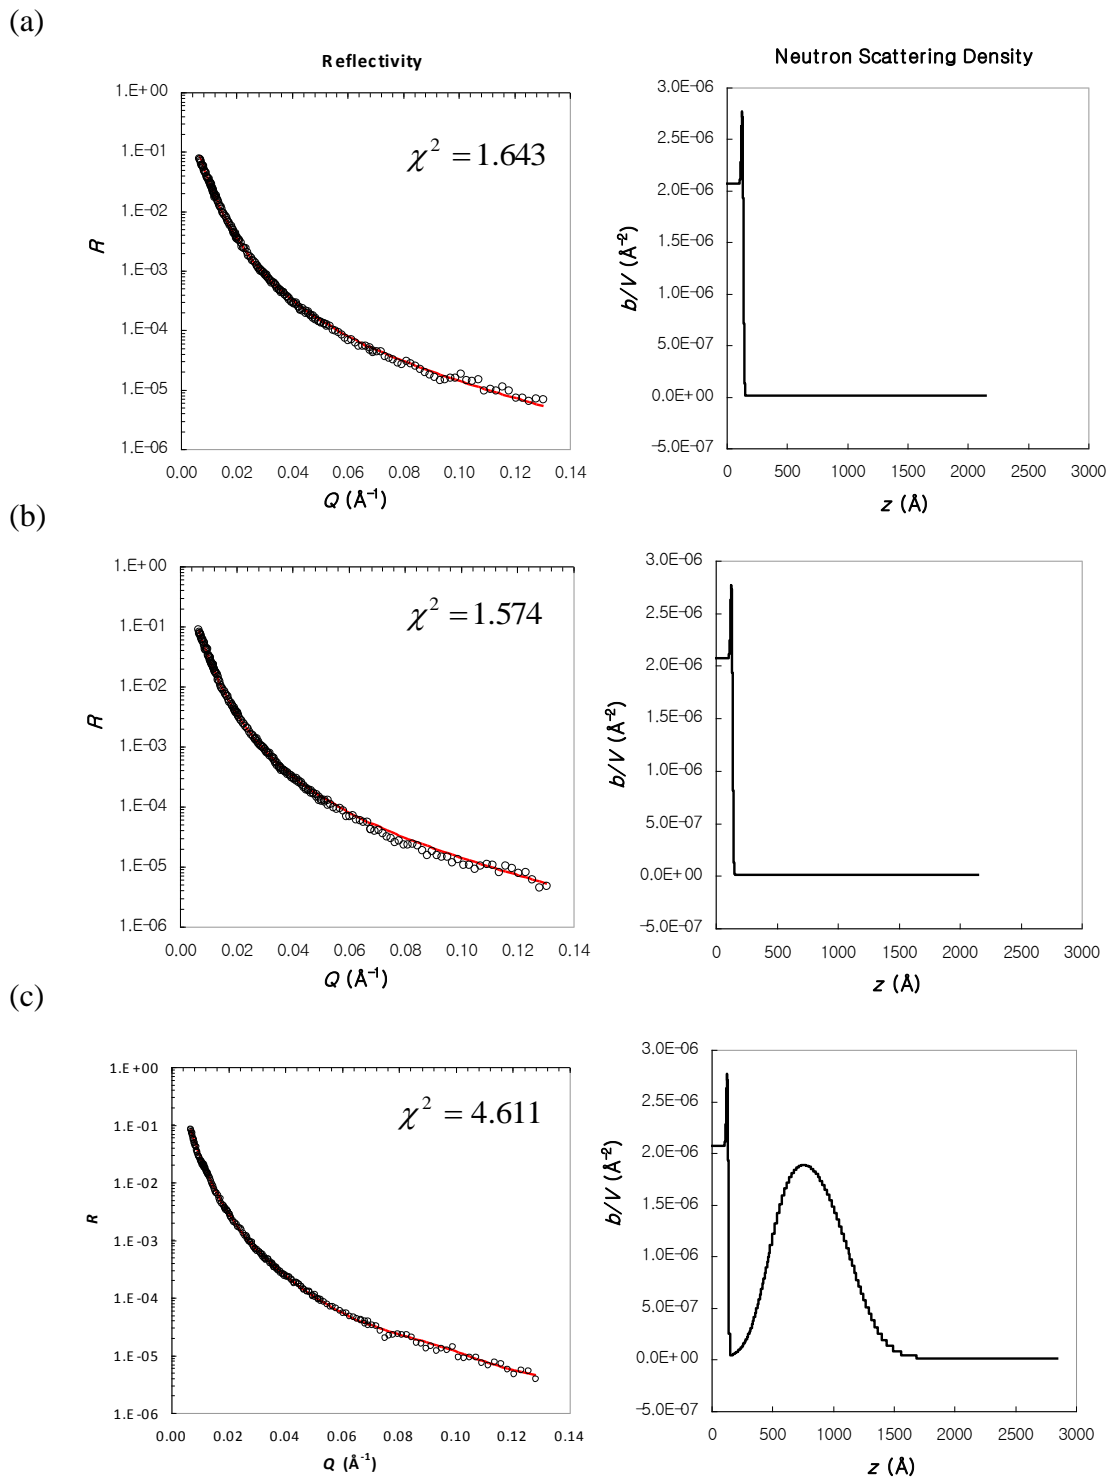 (a)
Reflectivity
1.E+00
1.E−01
1.E−02
1.E−03
1.E−04
1.E−05
1.E−06
R
χ² = 1.643
0.00 0.02 0.04 0.06 0.08 0.10 0.12 0.14
Q (Å⁻¹)
Neutron Scattering Density
3.0E−06
2.5E−06
2.0E−06
1.5E−06
1.0E−06
5.0E−07
0.0E+00
−5.0E−07
b/V (Å⁻²)
0 500 1000 1500 2000 2500 3000
z (Å)
(b)
1.E+00
1.E−01
1.E−02
1.E−03
1.E−04
1.E−05
1.E−06
R
χ² = 1.574
0.00 0.02 0.04 0.06 0.08 0.10 0.12 0.14
Q (Å⁻¹)
3.0E−06
2.5E−06
2.0E−06
1.5E−06
1.0E−06
5.0E−07
0.0E+00
−5.0E−07
b/V (Å⁻²)
0 500 1000 1500 2000 2500 3000
z (Å)
(c)
1.E+00
1.E-01
1.E-02
1.E-03
1.E-04
1.E-05
1.E-06
R
χ² = 4.611
0.00 0.02 0.04 0.06 0.08 0.10 0.12 0.14
Q (Å⁻¹)
3.0E−06
2.5E−06
2.0E−06
1.5E−06
1.0E−06
5.0E−07
0.0E+00
−5.0E−07
b/V (Å⁻²)
0 500 1000 1500 2000 2500 3000
z (Å)